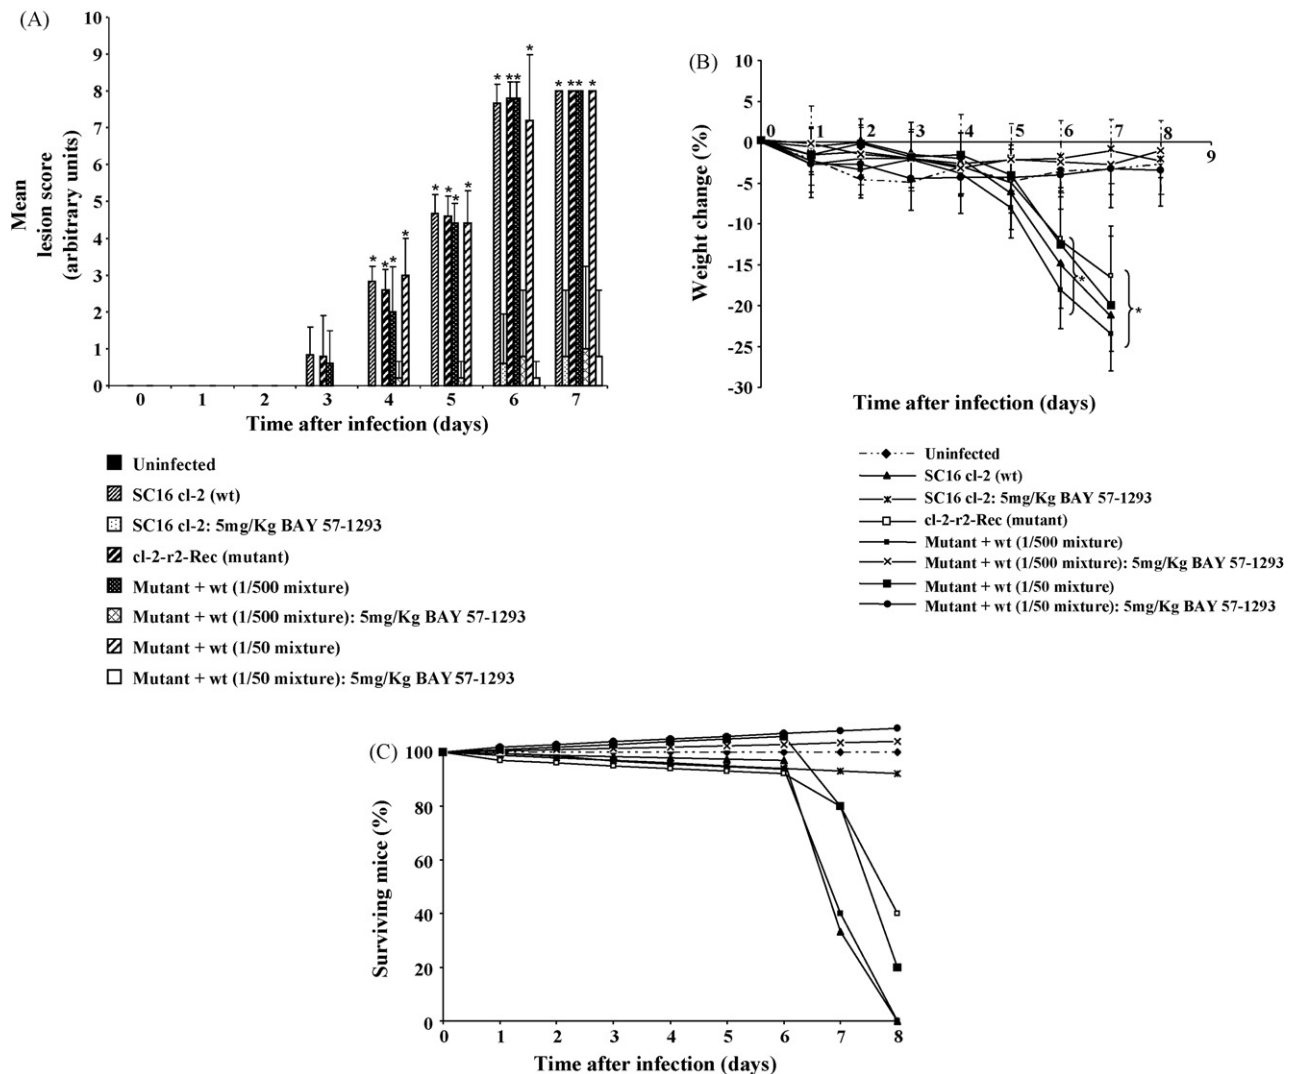 (A)
10
9
8
7
6
5
4
3
2
1
0
Mean
lesion score
(arbitrary units)
* * * *
* * * *
* ** *
* ** *
0 1 2 3 4 5 6 7
Time after infection (days)
Uninfected
SC16 cl-2 (wt)
SC16 cl-2: 5mg/Kg BAY 57-1293
cl-2-r2-Rec (mutant)
Mutant + wt (1/500 mixture)
Mutant + wt (1/500 mixture): 5mg/Kg BAY 57-1293
Mutant + wt (1/50 mixture)
Mutant + wt (1/50 mixture): 5mg/Kg BAY 57-1293
(B)
10
5
0
-5
-10
-15
-20
-25
-30
Weight change (%)
0 1 2 3 4 5 6 7 8 9
*
*
Time after infection (days)
Uninfected
SC16 cl-2 (wt)
SC16 cl-2: 5mg/Kg BAY 57-1293
cl-2-r2-Rec (mutant)
Mutant + wt (1/500 mixture)
Mutant + wt (1/500 mixture): 5mg/Kg BAY 57-1293
Mutant + wt (1/50 mixture)
Mutant + wt (1/50 mixture): 5mg/Kg BAY 57-1293
(C)
100
80
60
40
20
0
Surviving mice (%)
0 1 2 3 4 5 6 7 8
Time after infection (days)